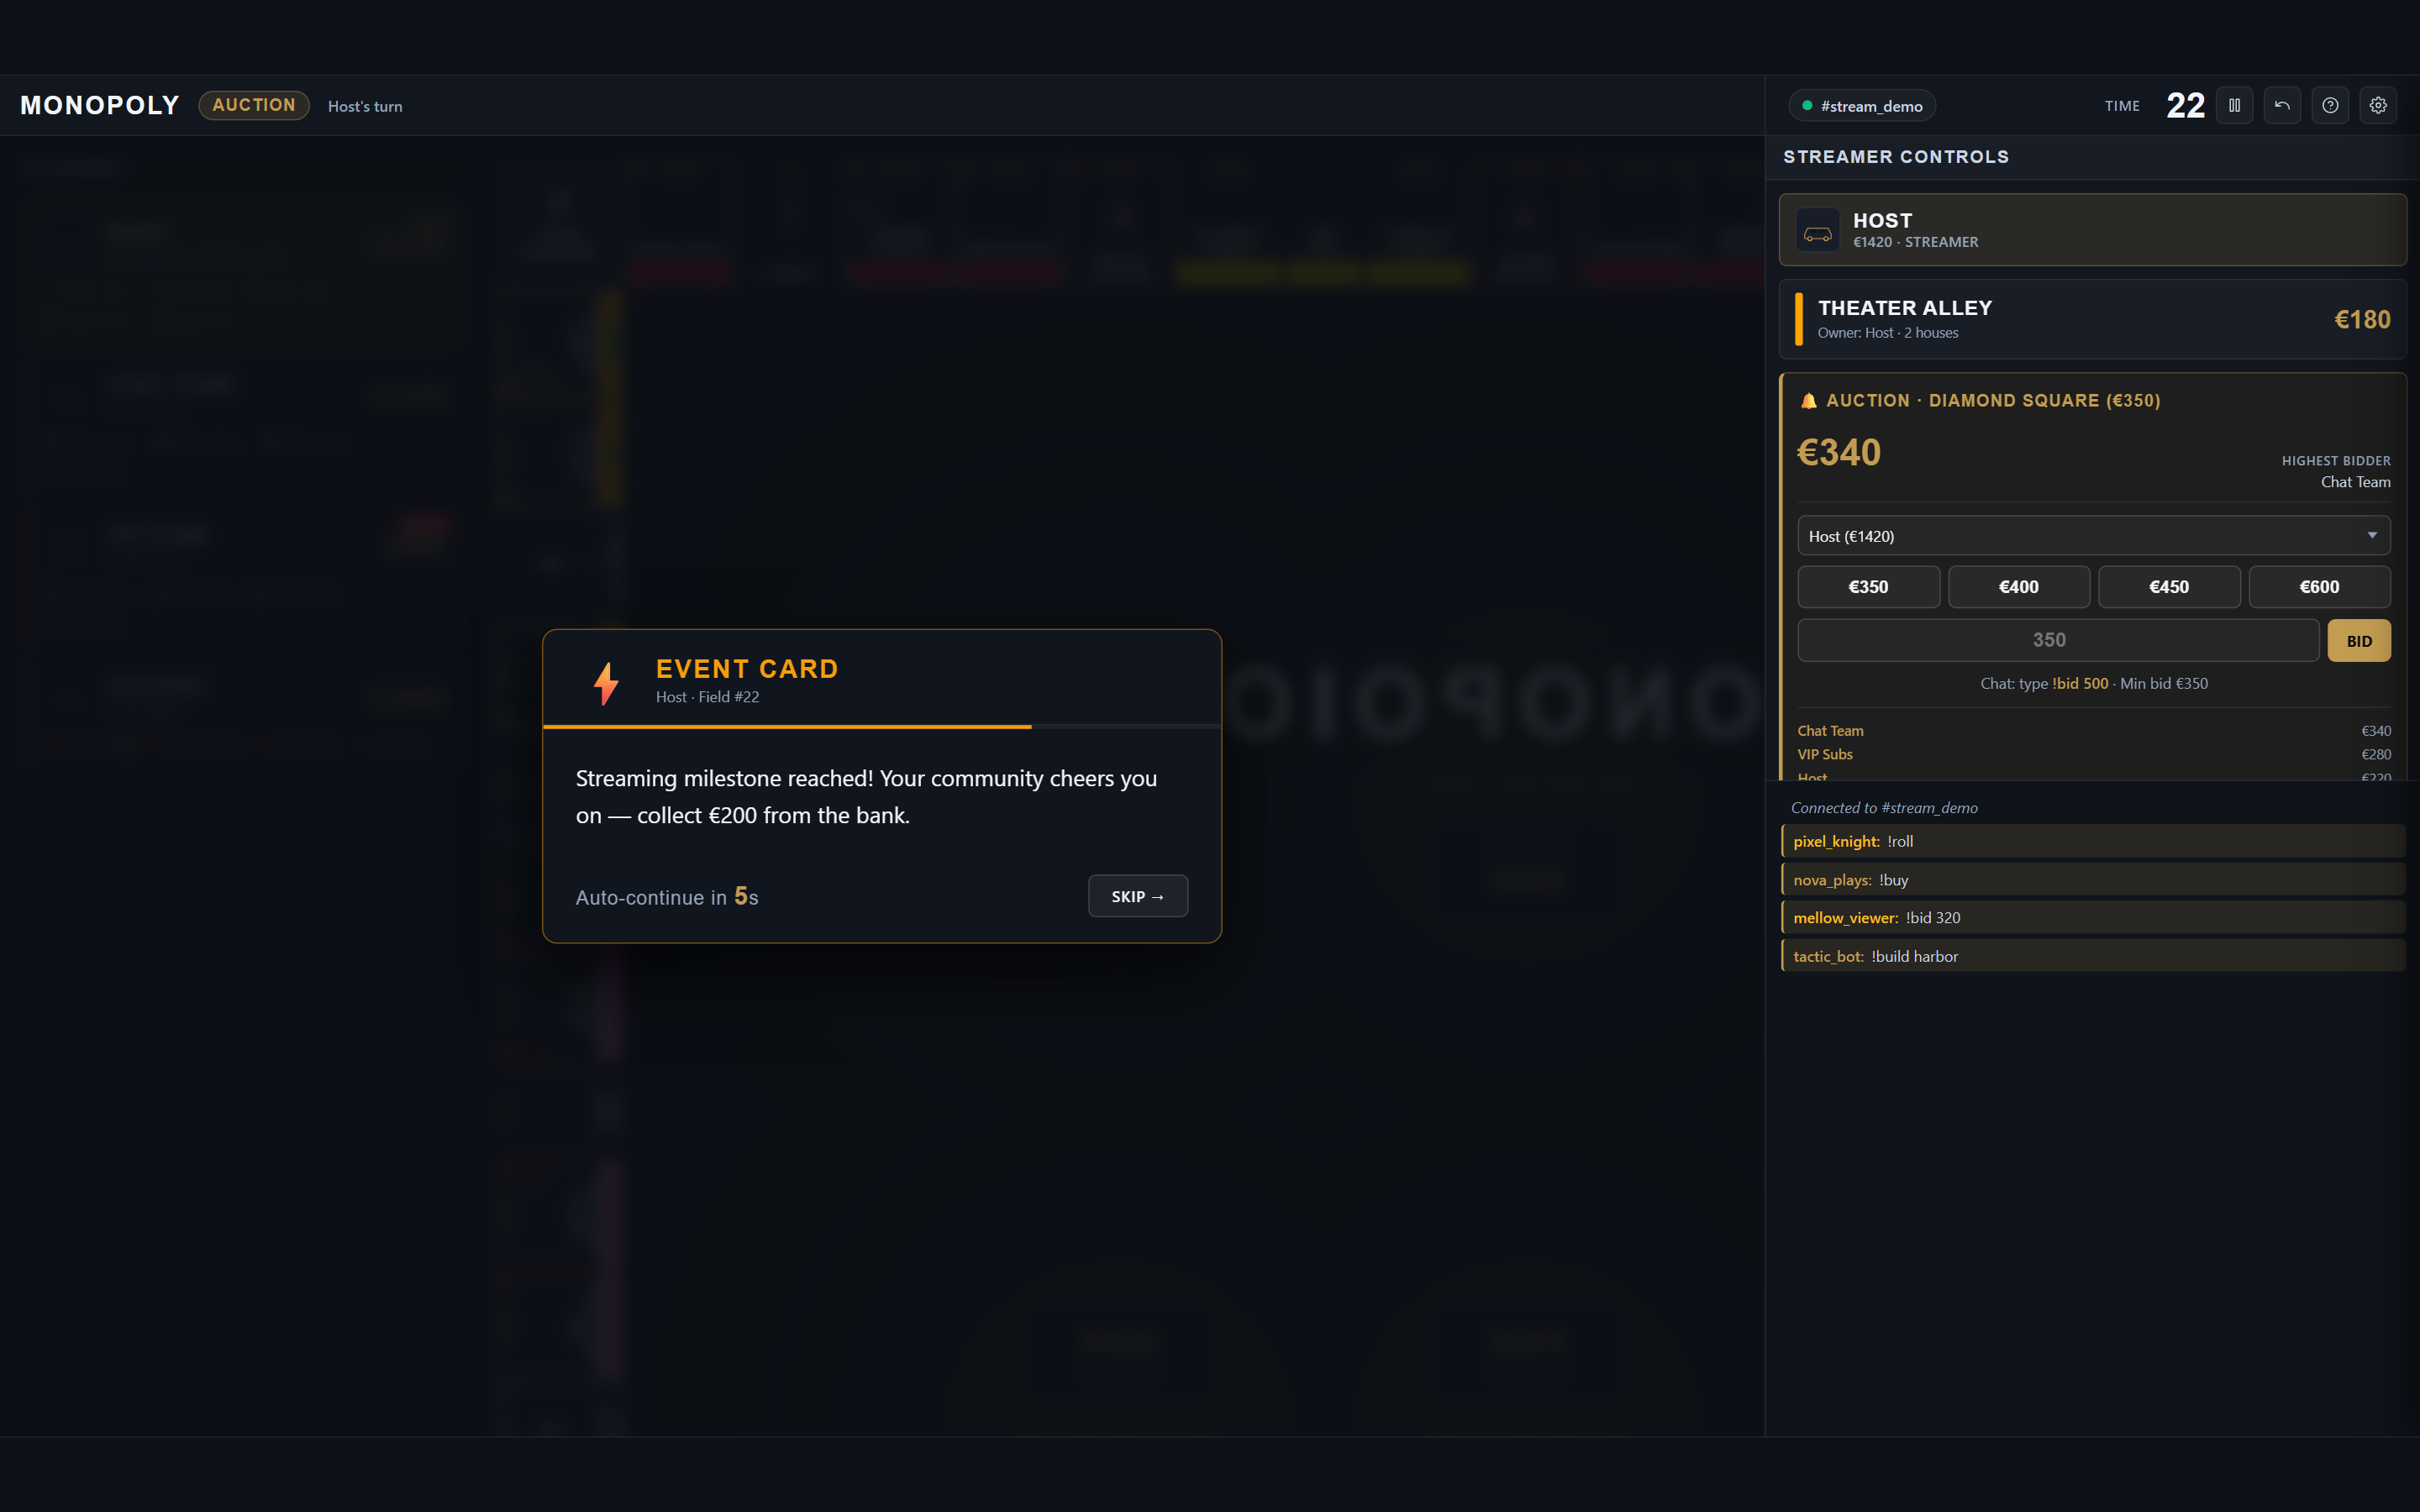 MONOPOLY
AUCTION
Host's turn
#stream_demo
TIME
22
STREAMER CONTROLS
HOST
€1420 · STREAMER
THEATER ALLEY
Owner: Host · 2 houses
€180
AUCTION · DIAMOND SQUARE (€350)
€340
HIGHEST BIDDER
Chat Team
Host (€1420)
€350
€400
€450
€600
350
BID
Chat: type !bid 500 · Min bid €350
Chat Team €340
VIP Subs €280
Host €220
EVENT CARD
Host · Field #22
Streaming milestone reached! Your community cheers you
on — collect €200 from the bank.
Auto-continue in 5s
SKIP →
Connected to #stream_demo
pixel_knight: !roll
nova_plays: !buy
mellow_viewer: !bid 320
tactic_bot: !build harbor